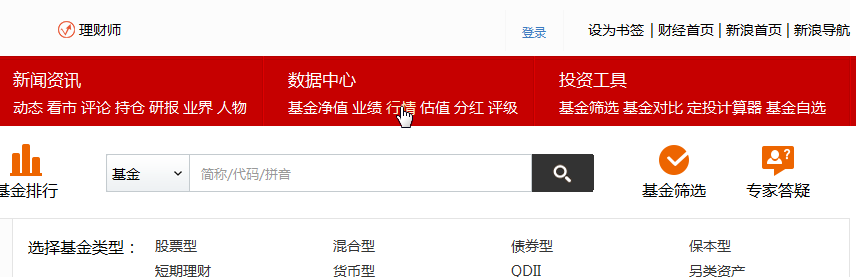 理财师 登录 设为书签 | 财经首页 | 新浪首页 | 新浪导航
新闻资讯 数据中心 投资工具
动态 看市 评论 持仓 研报 业界 人物 基金净值 业绩 行情 估值 分红 评级 基金筛选 基金对比 定投计算器 基金自选
基金 简称/代码/拼音
基金排行 基金筛选 专家答疑
选择基金类型： 股票型 混合型 债券型 保本型
短期理财 货币型 QDII 另类资产